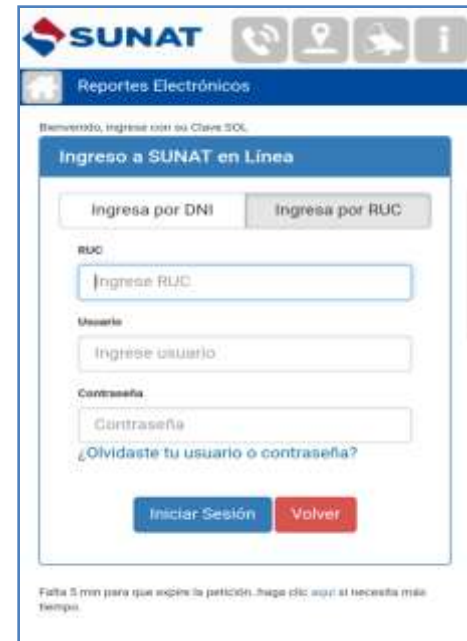 SUNAT
Reportes Electrónicos
Bienvenido, ingrese con su Clave SOL.
Ingreso a SUNAT en Línea
Ingresa por DNI Ingresa por RUC
RUC
Ingrese RUC
Usuario
Ingrese usuario
Contraseña
Contraseña
¿Olvidaste tu usuario o contraseña?
Iniciar Sesión Volver
Falta 5 min para que expire la petición..haga clic aquí si necesita más
tiempo.